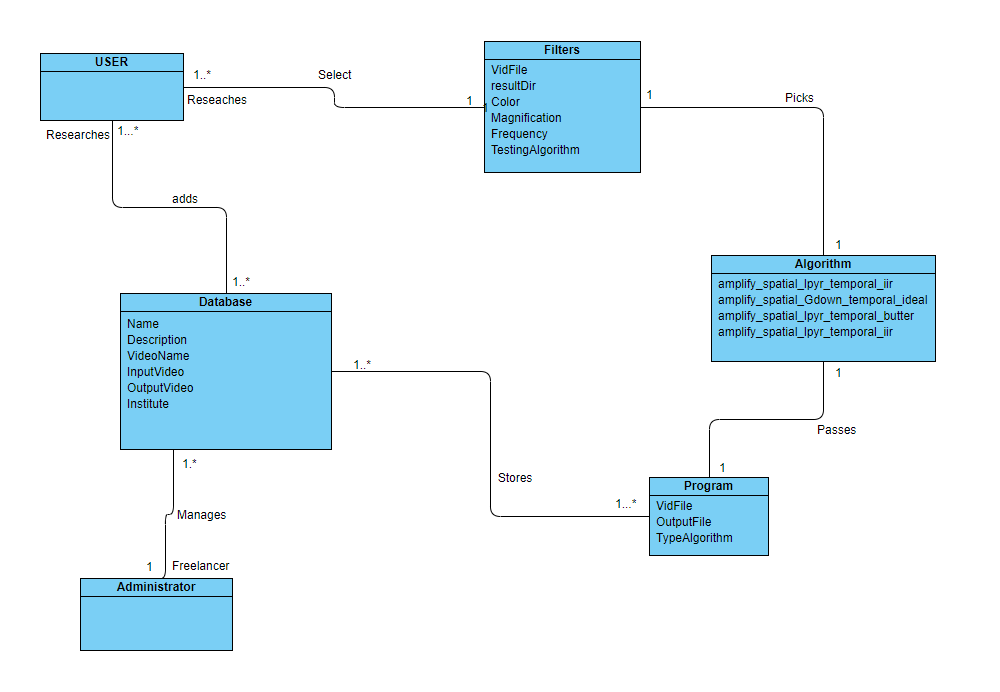 USER
1..*
Reseaches
Select
1
1
Filters
VidFile
resultDir
Color
Magnification
Frequency
TestingAlgorithm
1
Picks
1
Researches
1...*
adds
1..*
Database
Name
Description
VideoName
InputVideo
OutputVideo
Institute
1..*
Algorithm
amplify_spatial_lpyr_temporal_iir
amplify_spatial_Gdown_temporal_ideal
amplify_spatial_lpyr_temporal_butter
amplify_spatial_lpyr_temporal_iir
1
Passes
1
Stores
1...*
Program
VidFile
OutputFile
TypeAlgorithm
1.*
Manages
1
Freelancer
Administrator